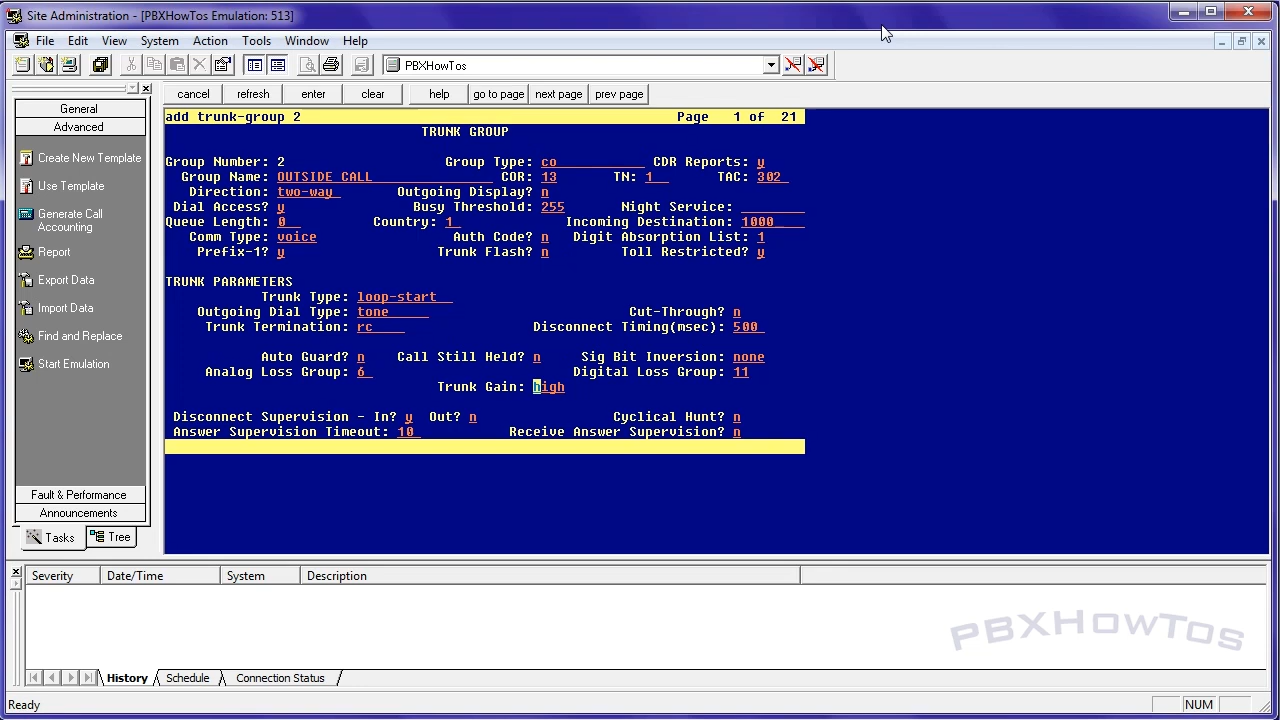 Site Administration - [PBXHowTos Emulation: 513]
File Edit View System Action Tools Window Help
PBXHowTos
cancel refresh enter clear help go to page next page prev page
General
Advanced
Create New Template
Use Template
Generate Call
Accounting
Report
Export Data
Import Data
Find and Replace
Start Emulation
Fault & Performance
Announcements
Tasks Tree
add trunk-group 2 Page 1 of 21
TRUNK GROUP
Group Number: 2 Group Type: co CDR Reports: y
Group Name: OUTSIDE CALL COR: 13 TN: 1 TAC: 302
Direction: two-way Outgoing Display? n
Dial Access? y Busy Threshold: 255 Night Service:
Queue Length: 0 Country: 1 Incoming Destination: 1000
Comm Type: voice Auth Code? n Digit Absorption List: 1
Prefix-1? y Trunk Flash? n Toll Restricted? y
TRUNK PARAMETERS
Trunk Type: loop-start
Outgoing Dial Type: tone Cut-Through? n
Trunk Termination: rc Disconnect Timing(msec): 500
Auto Guard? n Call Still Held? n Sig Bit Inversion: none
Analog Loss Group: 6 Digital Loss Group: 11
Trunk Gain: high
Disconnect Supervision - In? y Out? n Cyclical Hunt? n
Answer Supervision Timeout: 10 Receive Answer Supervision? n
Severity Date/Time System Description
PBXHowTos
History Schedule Connection Status
Ready NUM